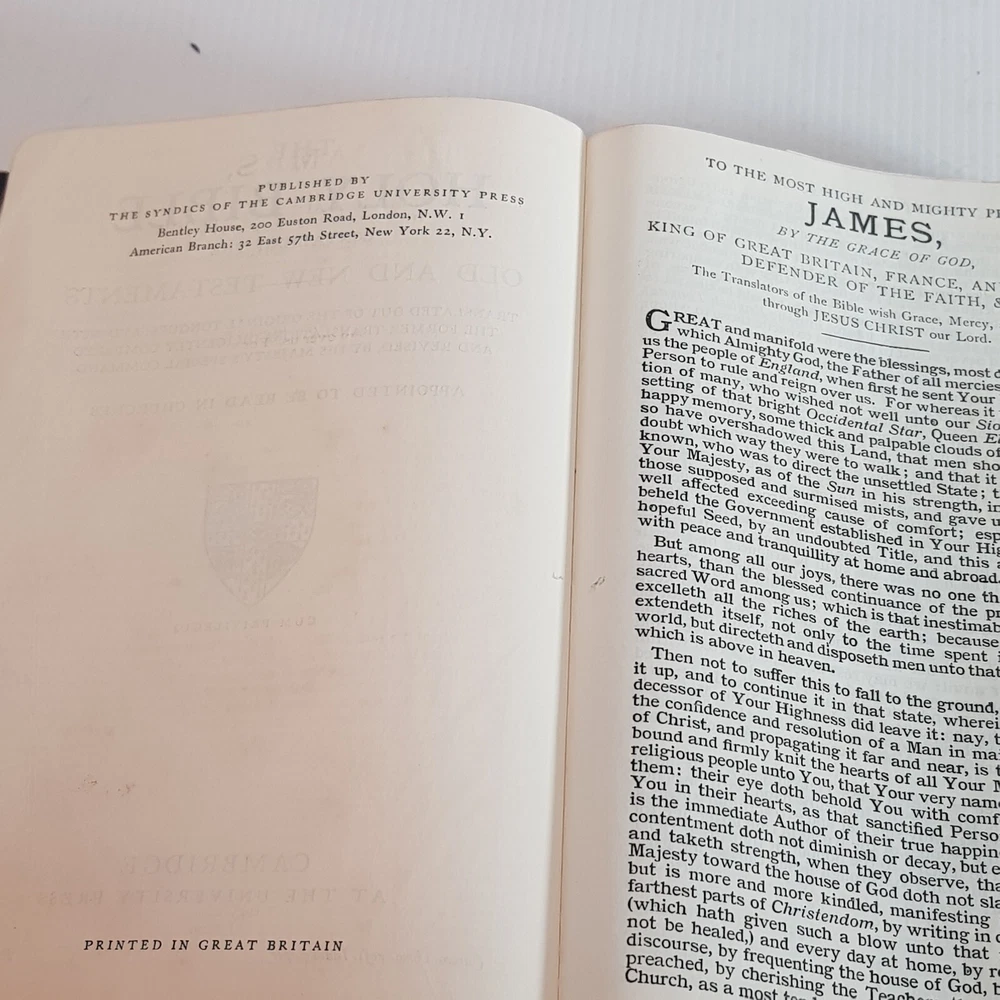 PUBLISHED BY
THE SYNDICS OF THE CAMBRIDGE UNIVERSITY PRESS
Bentley House, 200 Euston Road, London, N.W. 1
American Branch: 32 East 57th Street, New York 22, N.Y.
OLD AND NEW TESTAMENTS
APPOINTED TO BE READ IN CHURCHES
CUM PRIVILEGIO
CAMBRIDGE
AT THE UNIVERSITY PRESS
PRINTED IN GREAT BRITAIN
TO THE MOST HIGH AND MIGHTY
JAMES,
BY THE GRACE OF GOD,
KING OF GREAT BRITAIN, FRANCE,
DEFENDER OF THE FAITH,
The Translators of the Bible wish Grace, Mercy,
through JESUS CHRIST our Lord.
GREAT and manifold were the blessings, most
which Almighty God, the Father of all mercies
us the people of England, when first he sent Your
Person to rule and reign over us. For whereas it
tion of many, who wished not well unto our
setting of that bright Occidental Star, Queen
happy memory, some thick and palpable clouds of
so have overshadowed this Land, that men
doubt which way they were to walk; and that it
known, who was to direct the unsettled State;
Your Majesty, as of the Sun in his strength,
those supposed and surmised mists, and gave
well affected exceeding cause of comfort;
beheld the Government established in Your
hopeful Seed, by an undoubted Title, and this
with peace and tranquillity at home and abroad.
But among all our joys, there was no one
hearts, than the blessed continuance of the
sacred Word among us; which is that
excelleth all the riches of the earth; because
extendeth itself, not only to the time spent
world, but directeth and disposeth men unto that
which is above in heaven.
Then not to suffer this to fall to the ground,
it up, and to continue it in that state,
decessor of Your Highness did leave it: nay,
the confidence and resolution of a Man in
of Christ, and propagating it far and near, is
bound and firmly knit the hearts of all Your
religious people unto You, that Your very
them: their eye doth behold You with
You in their hearts, as that sanctified
is the immediate Author of their true
contentment doth not diminish or decay, but
and taketh strength, when they observe,
Majesty toward the house of God doth not
but is more and more kindled, manifesting
farthest parts of Christendom, by writing in
(which hath given such a blow unto that
not be healed,) and every day at home, by
discourse, by frequenting the house of God,
preached, by cherishing the
Church, as a most